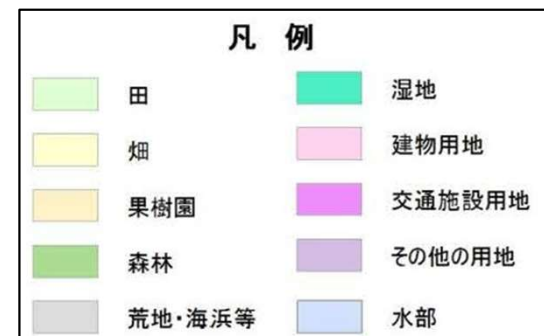 凡 例
田
畑
果樹園
森林
荒地・海浜等
湿地
建物用地
交通施設用地
その他の用地
水部